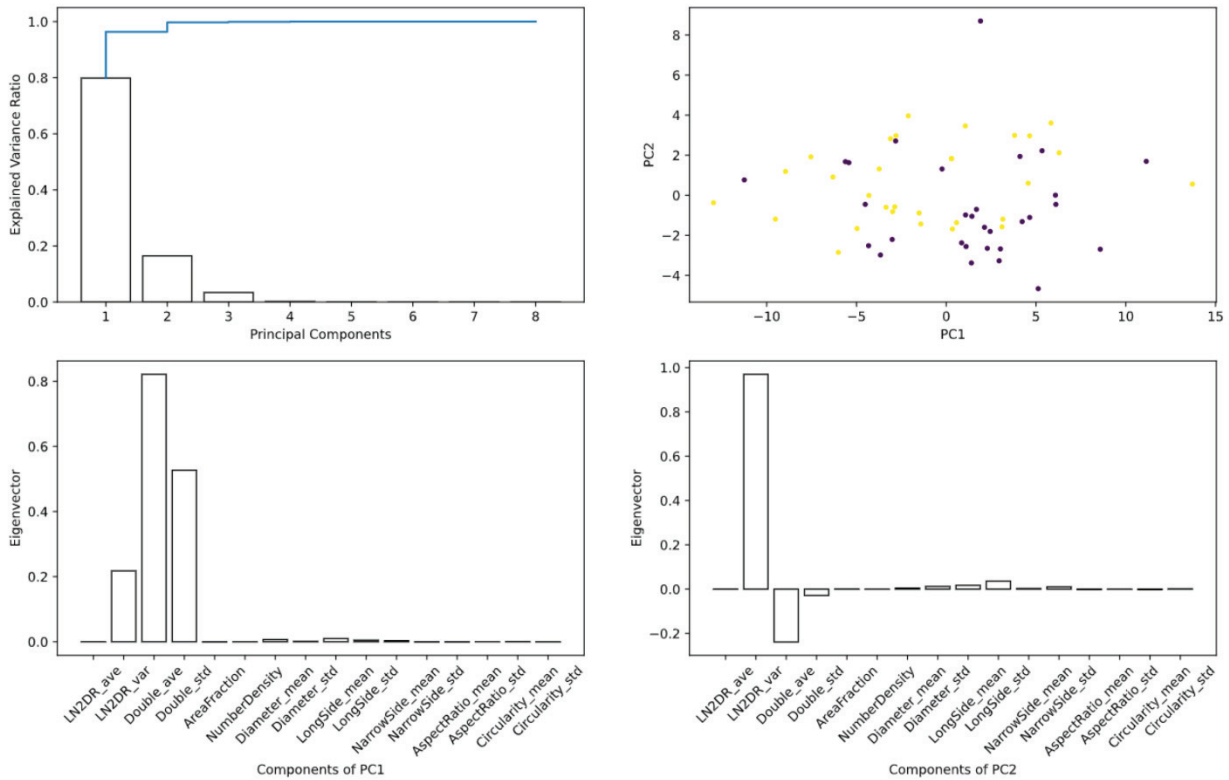 1.0
0.8
0.6
0.4
0.2
0.0
Explained Variance Ratio
1 2 3 4 5 6 7 8
Principal Components
8
6
4
2
0
−2
−4
PC2
−10 −5 0 5 10 15
PC1
0.8
0.6
0.4
0.2
0.0
Eigenvector
LN2DR_ave
LN2DR_var
Double_ave
Double_std
AreaFraction
NumberDensity
Diameter_mean
Diameter_std
LongSide_mean
LongSide_std
NarrowSide_mean
NarrowSide_std
AspectRatio_mean
AspectRatio_std
Circularity_mean
Circularity_std
Components of PC1
1.0
0.8
0.6
0.4
0.2
0.0
−0.2
Eigenvector
LN2DR_ave
LN2DR_var
Double_ave
Double_std
AreaFraction
NumberDensity
Diameter_mean
Diameter_std
LongSide_mean
LongSide_std
NarrowSide_mean
NarrowSide_std
AspectRatio_mean
AspectRatio_std
Circularity_mean
Circularity_std
Components of PC2